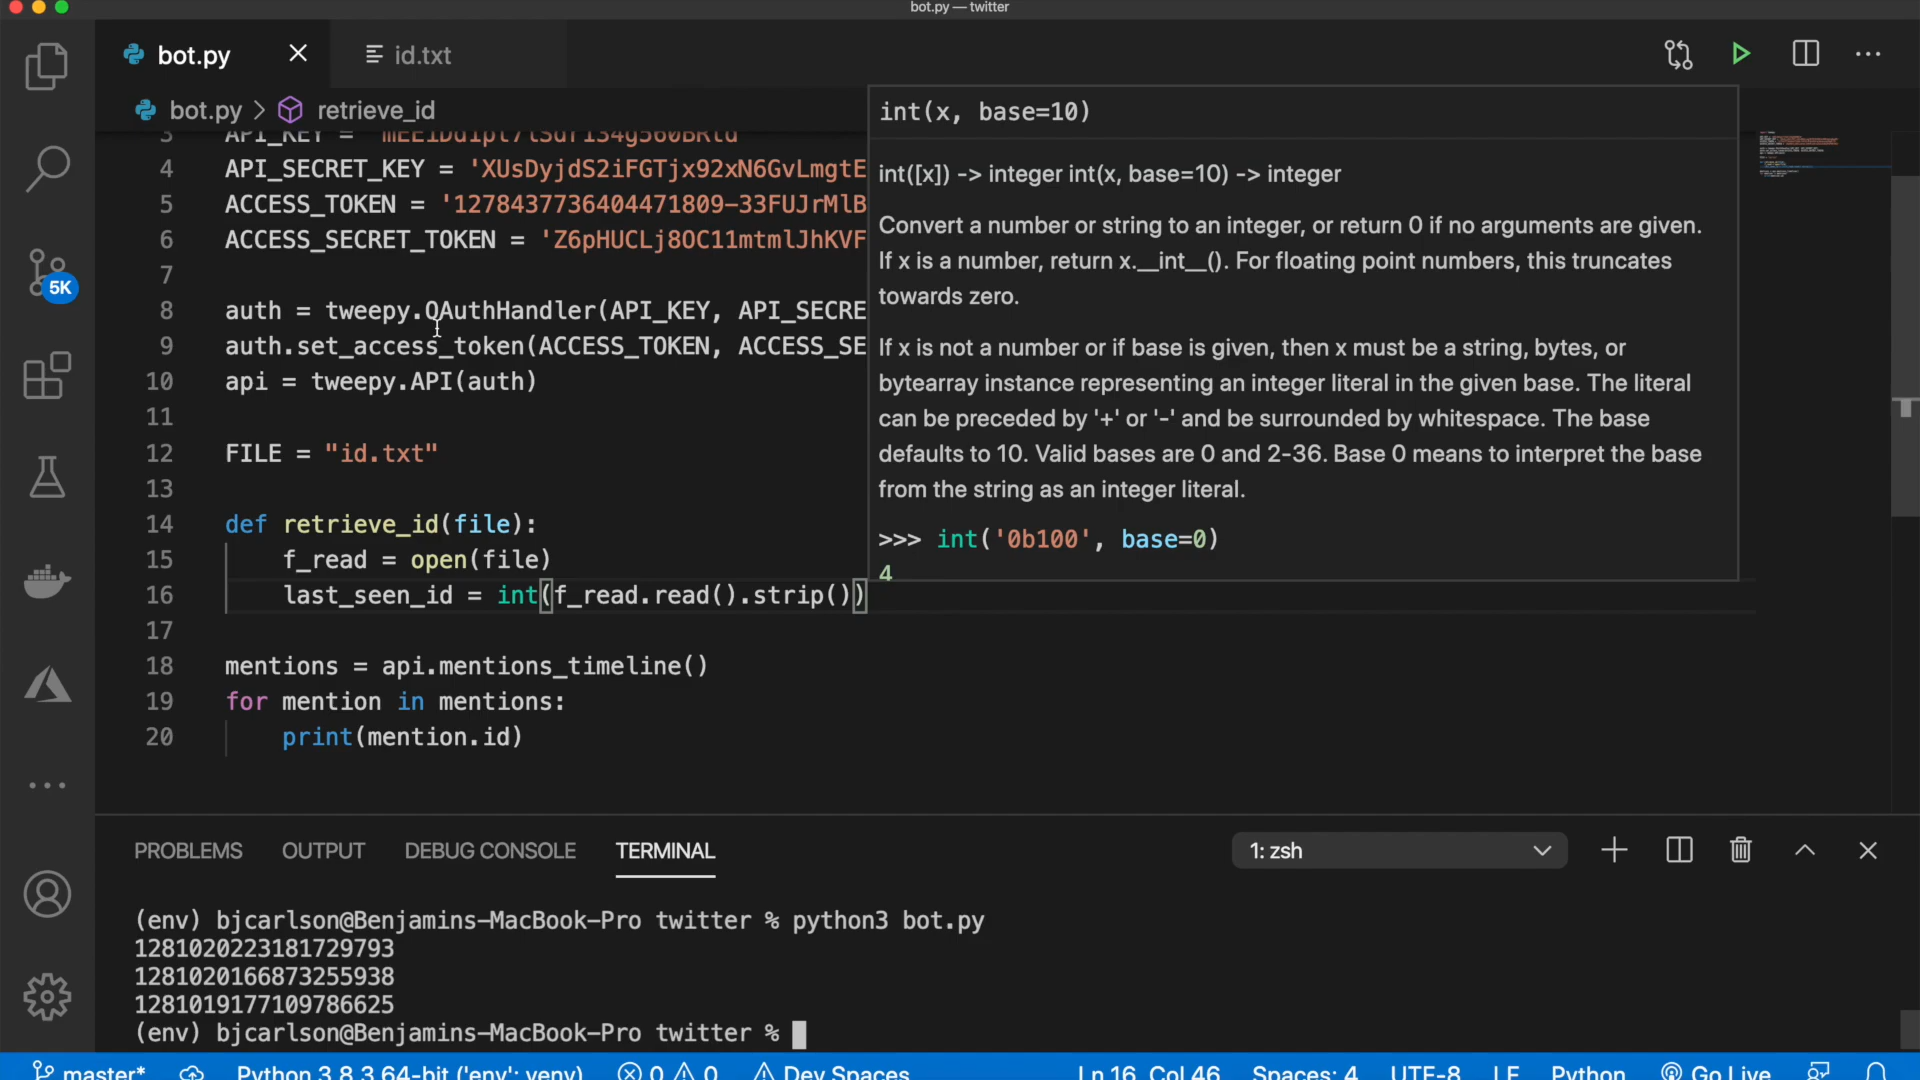 bot.py — twitter
bot.py
id.txt
bot.py > retrieve_id
4 API_SECRET_KEY = 'XUsDyjdS2iFGTjx92xN6GvLmgtE
5 ACCESS_TOKEN = '1278437736404471809-33FUJrMlB
6 ACCESS_SECRET_TOKEN = 'Z6pHUCLj8OC11mtmlJhKVF
7
8 auth = tweepy.OAuthHandler(API_KEY, API_SECRE
9 auth.set_access_token(ACCESS_TOKEN, ACCESS_SE
10 api = tweepy.API(auth)
11
12 FILE = "id.txt"
13
14 def retrieve_id(file):
15 f_read = open(file)
16 last_seen_id = int(f_read.read().strip())
17
18 mentions = api.mentions_timeline()
19 for mention in mentions:
20 print(mention.id)
int(x, base=10)
int([x]) -> integer int(x, base=10) -> integer
Convert a number or string to an integer, or return 0 if no arguments are given.
If x is a number, return x.__int__(). For floating point numbers, this truncates
towards zero.
If x is not a number or if base is given, then x must be a string, bytes, or
bytearray instance representing an integer literal in the given base. The literal
can be preceded by '+' or '-' and be surrounded by whitespace. The base
defaults to 10. Valid bases are 0 and 2-36. Base 0 means to interpret the base
from the string as an integer literal.
>>> int('0b100', base=0)
4
5K
PROBLEMS OUTPUT DEBUG CONSOLE TERMINAL
1: zsh
(env) bjcarlson@Benjamins-MacBook-Pro twitter % python3 bot.py
1281020223181729793
1281020166873255938
1281019177109786625
(env) bjcarlson@Benjamins-MacBook-Pro twitter %
master* Python 3.8.3 64-bit ('env': venv) 0 0 Dev Spaces Ln 16, Col 46 Spaces: 4 UTF-8 LF Python Go Live